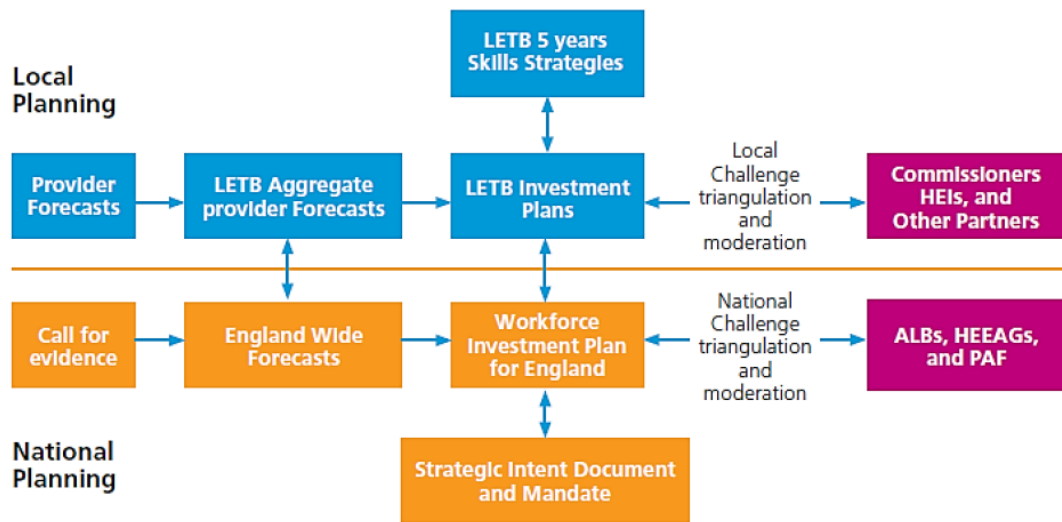 LETB 5 years
Skills Strategies
Local
Planning
Provider
Forecasts
LETB Aggregate
provider Forecasts
LETB Investment
Plans
Local
Challenge
triangulation
and
moderation
Commissioners
HEIs, and
Other Partners
Call for
evidence
England Wide
Forecasts
Workforce
Investment Plan
for England
National
Challenge
triangulation
and
moderation
ALBs, HEEAGs,
and PAF
National
Planning
Strategic Intent Document
and Mandate